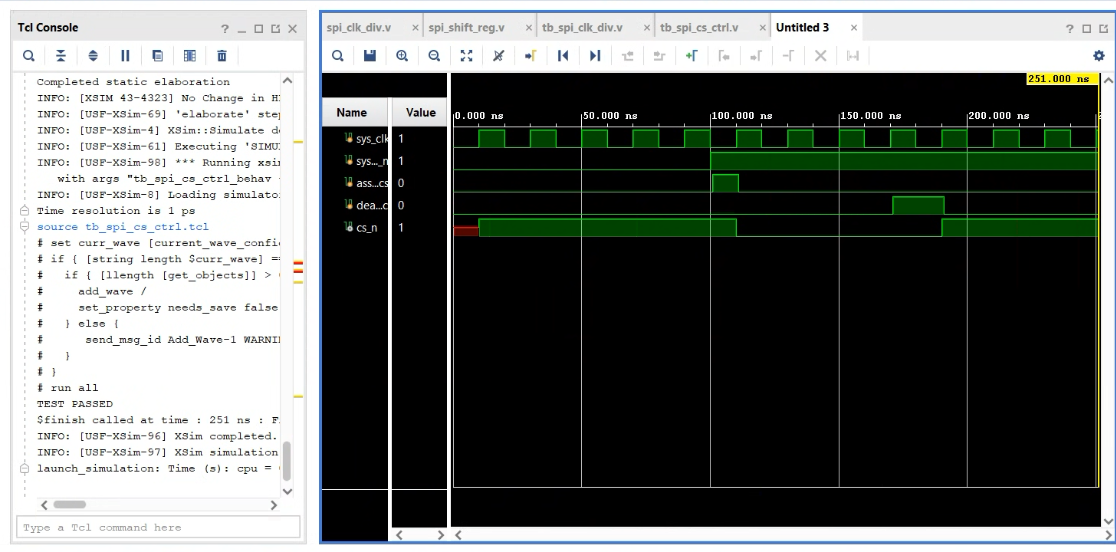 Tcl Console
Completed static elaboration
INFO: [XSIM 43-4323] No Change in H
INFO: [USF-XSim-69] 'elaborate' step
INFO: [USF-XSim-4] XSim::Simulate de
INFO: [USF-XSim-61] Executing 'SIMU
INFO: [USF-XSim-98] *** Running xsim
with args "tb_spi_cs_ctrl_behav
INFO: [USF-XSim-8] Loading simulato
Time resolution is 1 ps
source tb_spi_cs_ctrl.tcl
# set curr_wave [current_wave_confi
# if { [string length $curr_wave] ==
# if { [llength [get_objects]] >
# add_wave /
# set_property needs_save false
# } else {
# send_msg_id Add_Wave-1 WARNI
# }
# }
# run all
TEST PASSED
$finish called at time : 251 ns : F
INFO: [USF-XSim-96] XSim completed.
INFO: [USF-XSim-97] XSim simulation
launch_simulation: Time (s): cpu =
Type a Tcl command here
spi_clk_div.v × spi_shift_reg.v × tb_spi_clk_div.v × tb_spi_cs_ctrl.v × Untitled 3 ×
251.000 ns
Name Value
0.000 ns 50.000 ns 100.000 ns 150.000 ns 200.000 ns
sys_clk 1
sys..._n 1
ass...cs 0
dea... 0
cs_n 1